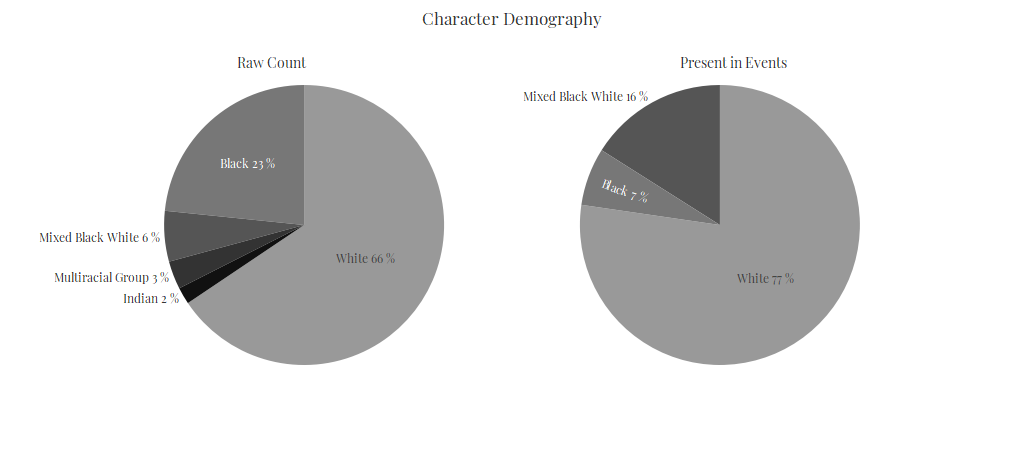 Character Demography
Raw Count
Black 23 %
Mixed Black White 6 %
Multiracial Group 3 %
Indian 2 %
White 66 %
Present in Events
Mixed Black White 16 %
Black 7 %
White 77 %